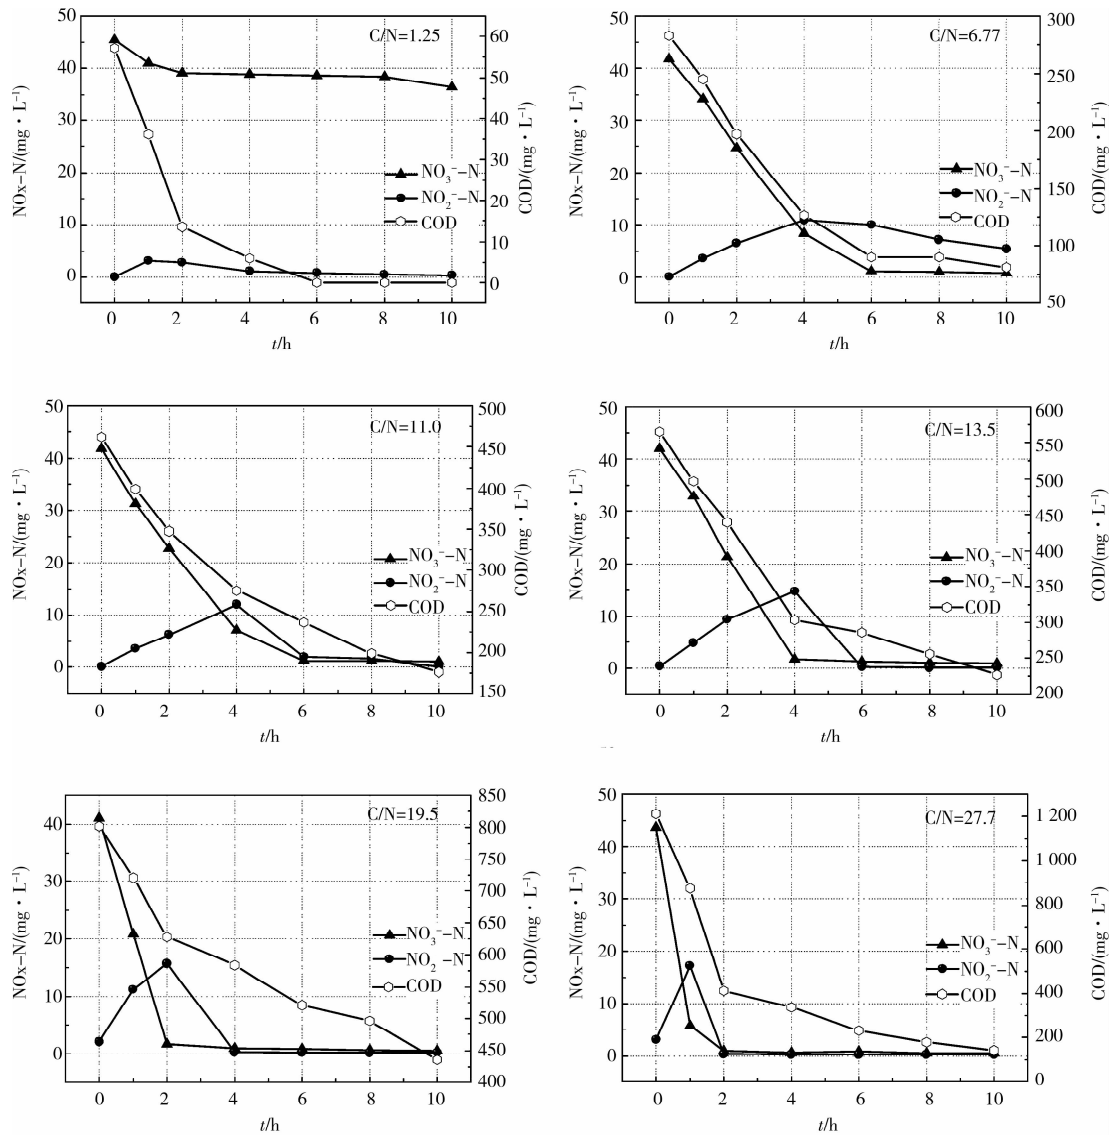 C/N=1.25
NOx-N/(mg·L⁻¹)
50
40
30
20
10
0
COD/(mg·L⁻¹)
60
50
40
30
20
10
0
NO₃⁻-N
NO₂⁻-N
COD
0 2 4 6 8 10
t/h
C/N=6.77
NOx-N/(mg·L⁻¹)
50
40
30
20
10
0
COD/(mg·L⁻¹)
300
250
200
150
100
50
NO₃⁻-N
NO₂⁻-N
COD
0 2 4 6 8 10
t/h
C/N=11.0
NOx-N/(mg·L⁻¹)
50
40
30
20
10
0
COD/(mg·L⁻¹)
500
450
400
350
300
250
200
150
NO₃⁻-N
NO₂⁻-N
COD
0 2 4 6 8 10
t/h
C/N=13.5
NOx-N/(mg·L⁻¹)
50
40
30
20
10
0
COD/(mg·L⁻¹)
600
550
500
450
400
350
300
240
200
NO₃⁻-N
NO₂⁻-N
COD
0 2 4 6 8 10
t/h
C/N=19.5
NOx-N/(mg·L⁻¹)
40
30
20
10
0
COD/(mg·L⁻¹)
850
800
750
700
650
600
550
500
450
400
NO₃⁻-N
NO₂⁻-N
COD
0 2 4 6 8 10
t/h
C/N=27.7
NOx-N/(mg·L⁻¹)
50
40
30
20
10
0
COD/(mg·L⁻¹)
1 200
1 000
800
600
400
200
0
NO₃⁻-N
NO₂⁻-N
COD
0 2 4 6 8 10
t/h